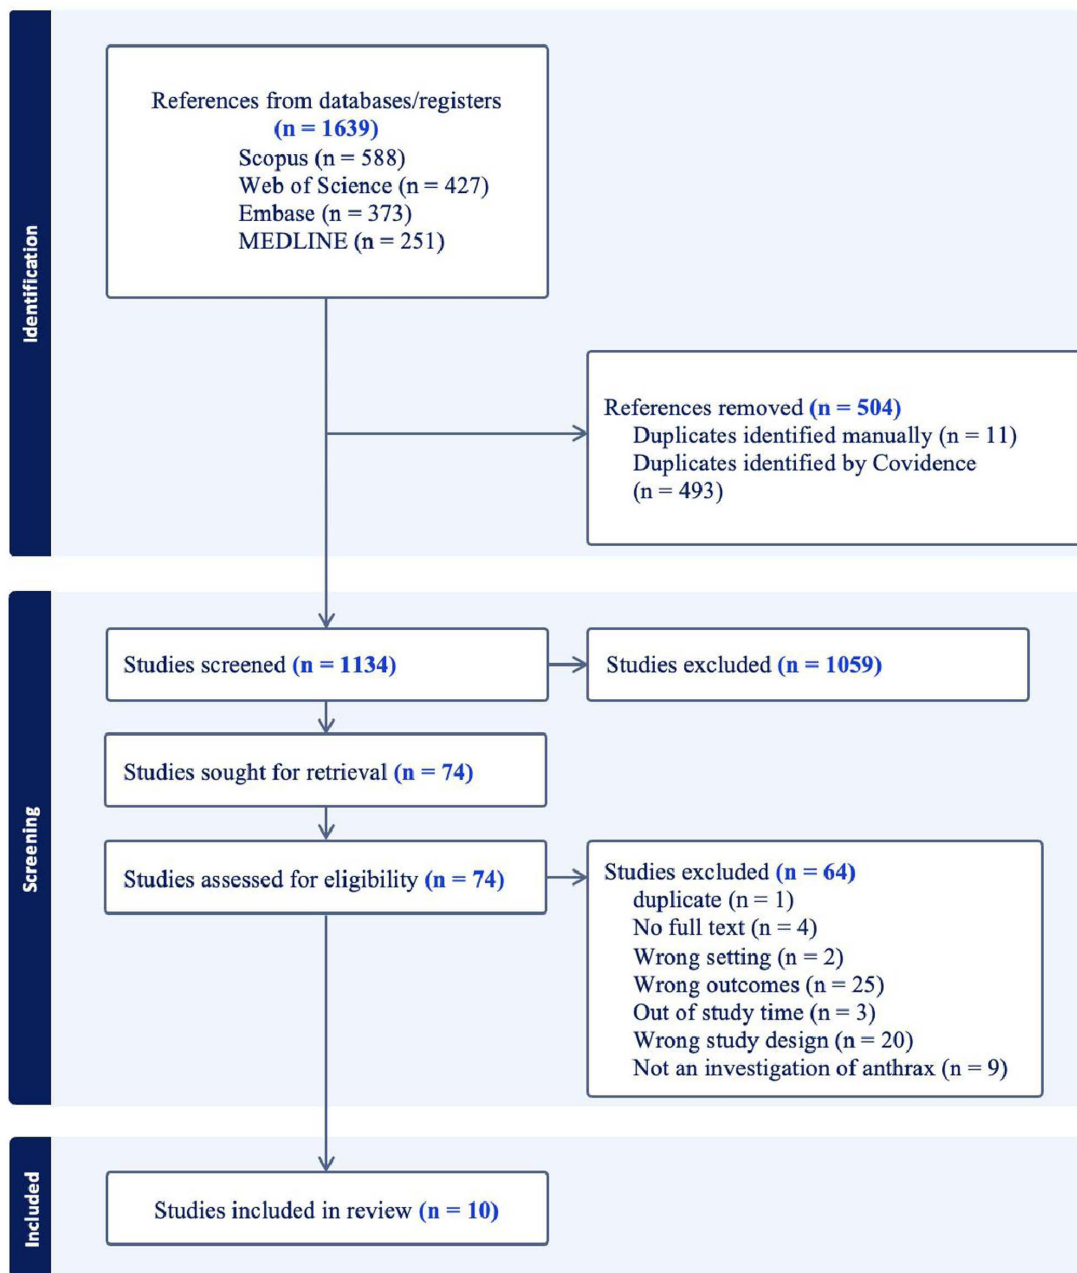 Identification
References from databases/registers
(n = 1639)
Scopus (n = 588)
Web of Science (n = 427)
Embase (n = 373)
MEDLINE (n = 251)
References removed (n = 504)
Duplicates identified manually (n = 11)
Duplicates identified by Covidence
(n = 493)
Screening
Studies screened (n = 1134)
Studies excluded (n = 1059)
Studies sought for retrieval (n = 74)
Studies assessed for eligibility (n = 74)
Studies excluded (n = 64)
duplicate (n = 1)
No full text (n = 4)
Wrong setting (n = 2)
Wrong outcomes (n = 25)
Out of study time (n = 3)
Wrong study design (n = 20)
Not an investigation of anthrax (n = 9)
Included
Studies included in review (n = 10)